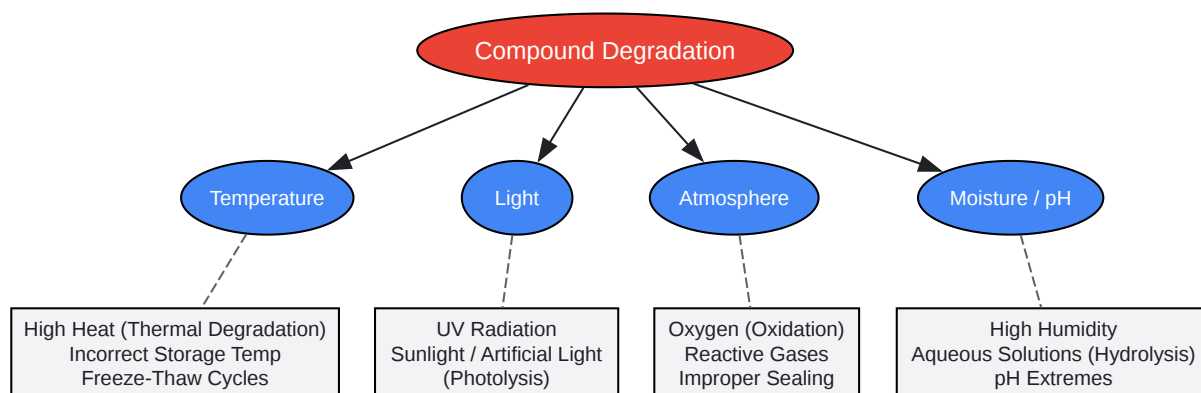 Compound Degradation
Temperature
Light
Atmosphere
Moisture / pH
High Heat (Thermal Degradation)
Incorrect Storage Temp
Freeze-Thaw Cycles
UV Radiation
Sunlight / Artificial Light
(Photolysis)
Oxygen (Oxidation)
Reactive Gases
Improper Sealing
High Humidity
Aqueous Solutions (Hydrolysis)
pH Extremes